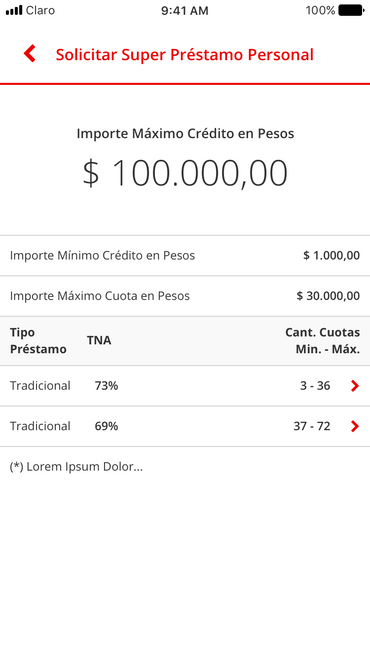 Claro 9:41 AM 100%
Solicitar Super Préstamo Personal
Importe Máximo Crédito en Pesos
$ 100.000,00
Importe Mínimo Crédito en Pesos $ 1.000,00
Importe Máximo Cuota en Pesos $ 30.000,00
Tipo Préstamo TNA Cant. Cuotas Min. - Máx.
Tradicional 73% 3 - 36
Tradicional 69% 37 - 72
(*) Lorem Ipsum Dolor...